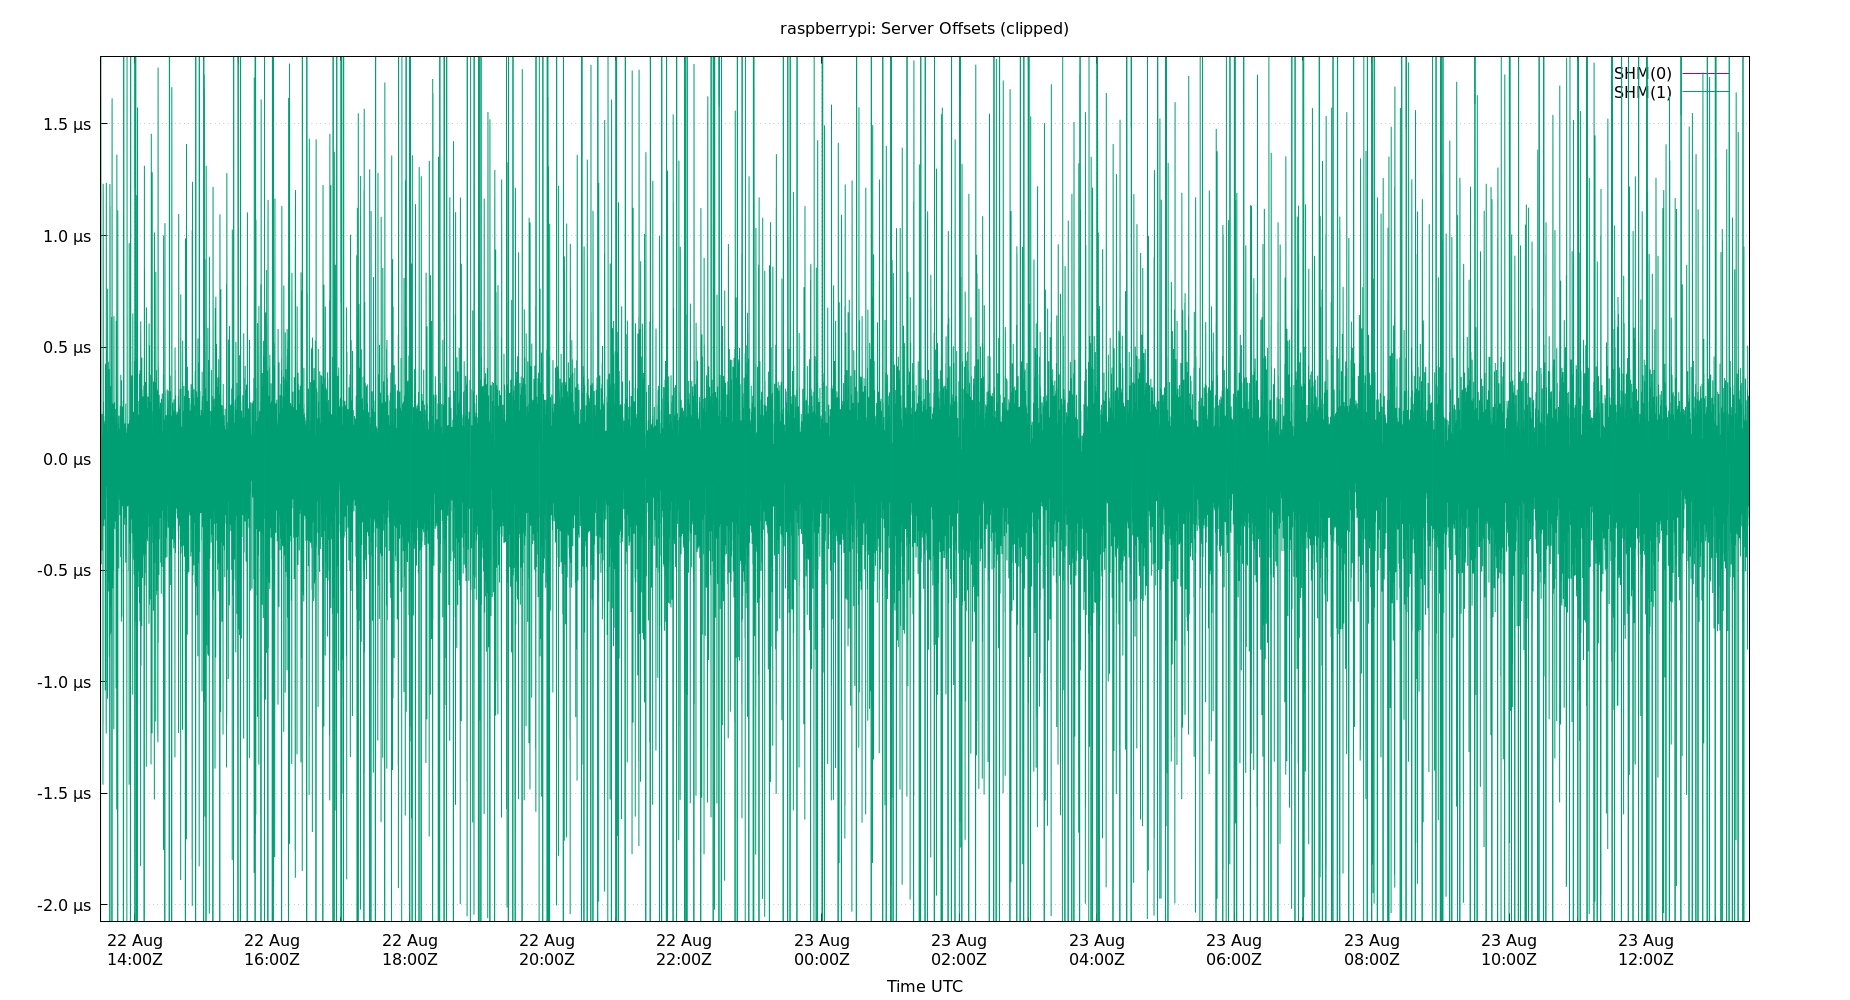 raspberrypi: Server Offsets (clipped)
SHM(0)
SHM(1)
1.5 µs
1.0 µs
0.5 µs
0.0 µs
-0.5 µs
-1.0 µs
-1.5 µs
-2.0 µs
22 Aug 22 Aug 22 Aug 22 Aug 22 Aug 23 Aug 23 Aug 23 Aug 23 Aug 23 Aug 23 Aug 23 Aug
14:00Z 16:00Z 18:00Z 20:00Z 22:00Z 00:00Z 02:00Z 04:00Z 06:00Z 08:00Z 10:00Z 12:00Z
Time UTC